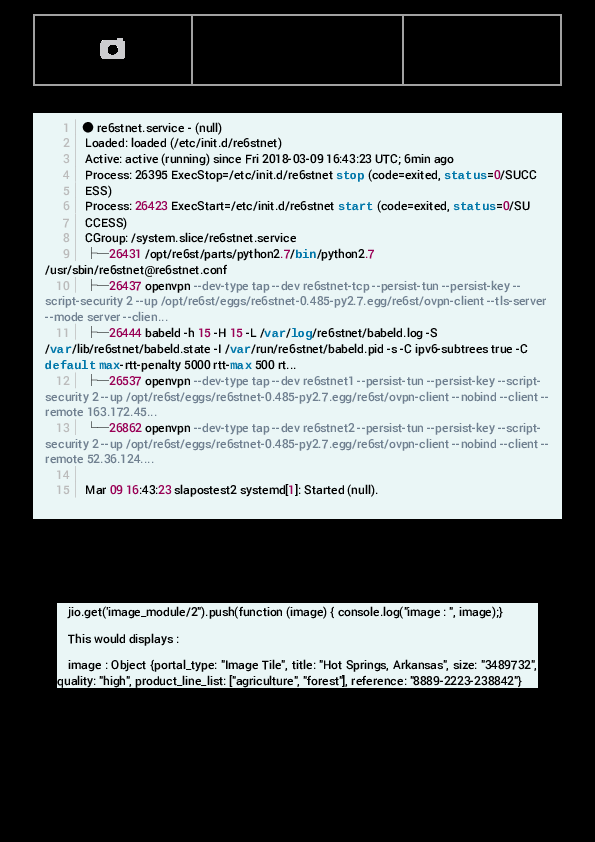 1 ● re6stnet.service - (null)
2 Loaded: loaded (/etc/init.d/re6stnet)
3 Active: active (running) since Fri 2018-03-09 16:43:23 UTC; 6min ago
4 Process: 26395 ExecStop=/etc/init.d/re6stnet stop (code=exited, status=0/SUCC
5 ESS)
6 Process: 26423 ExecStart=/etc/init.d/re6stnet start (code=exited, status=0/SU
7 CCESS)
8 CGroup: /system.slice/re6stnet.service
9 ├─26431 /opt/re6st/parts/python2.7/bin/python2.7
/usr/sbin/re6stnet@re6stnet.conf
10 ├─26437 openvpn --dev-type tap --dev re6stnet-tcp --persist-tun --persist-key --
script-security 2 --up /opt/re6st/eggs/re6stnet-0.485-py2.7.egg/re6st/ovpn-client --tls-server
--mode server --clien...
11 ├─26444 babeld -h 15 -H 15 -L /var/log/re6stnet/babeld.log -S
/var/lib/re6stnet/babeld.state -I /var/run/re6stnet/babeld.pid -s -C ipv6-subtrees true -C
default max-rtt-penalty 5000 rtt-max 500 rt...
12 ├─26537 openvpn --dev-type tap --dev re6stnet1 --persist-tun --persist-key --script-
security 2 --up /opt/re6st/eggs/re6stnet-0.485-py2.7.egg/re6st/ovpn-client --nobind --client --
remote 163.172.45...
13 └─26862 openvpn --dev-type tap --dev re6stnet2 --persist-tun --persist-key --script-
security 2 --up /opt/re6st/eggs/re6stnet-0.485-py2.7.egg/re6st/ovpn-client --nobind --client --
remote 52.36.124....
14
15 Mar 09 16:43:23 slapostest2 systemd[1]: Started (null).
jio.get('image_module/2").push(function (image) { console.log("image : ", image);}
This would displays :
image : Object {portal_type: "Image Tile", title: "Hot Springs, Arkansas", size: "3489732",
quality: "high", product_line_list: ["agriculture", "forest"], reference: "8889-2223-238842"}